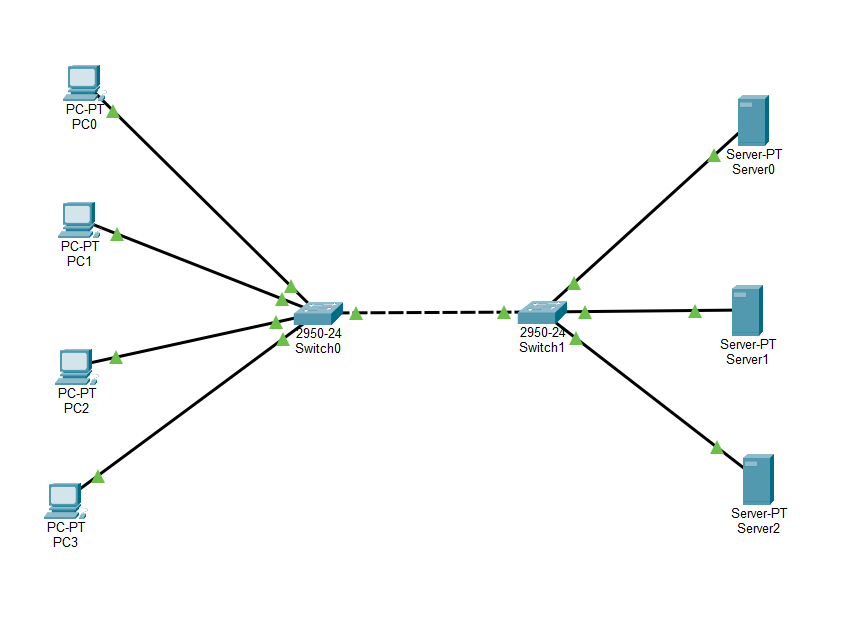 PC-PT
PC0
PC-PT
PC1
PC-PT
PC2
PC-PT
PC3
2950-24
Switch0
2950-24
Switch1
Server-PT
Server0
Server-PT
Server1
Server-PT
Server2